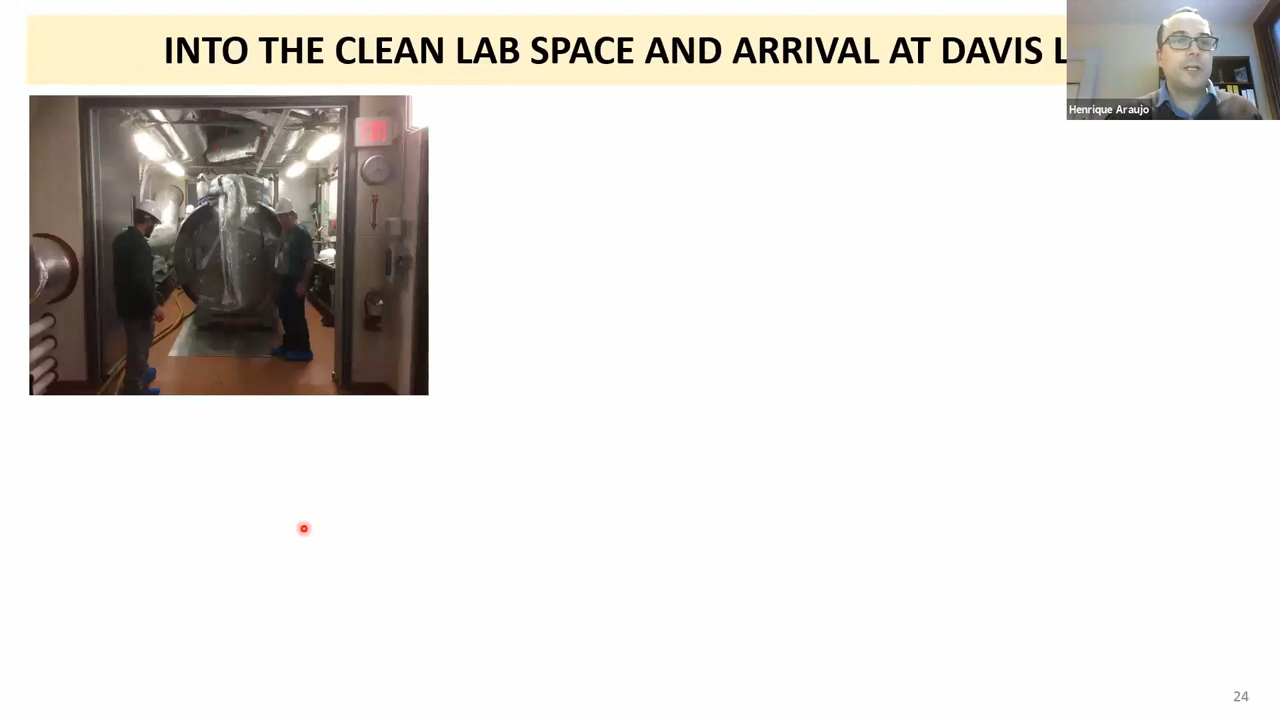 INTO THE CLEAN LAB SPACE AND ARRIVAL AT DAVIS L
Henrique Araujo
24